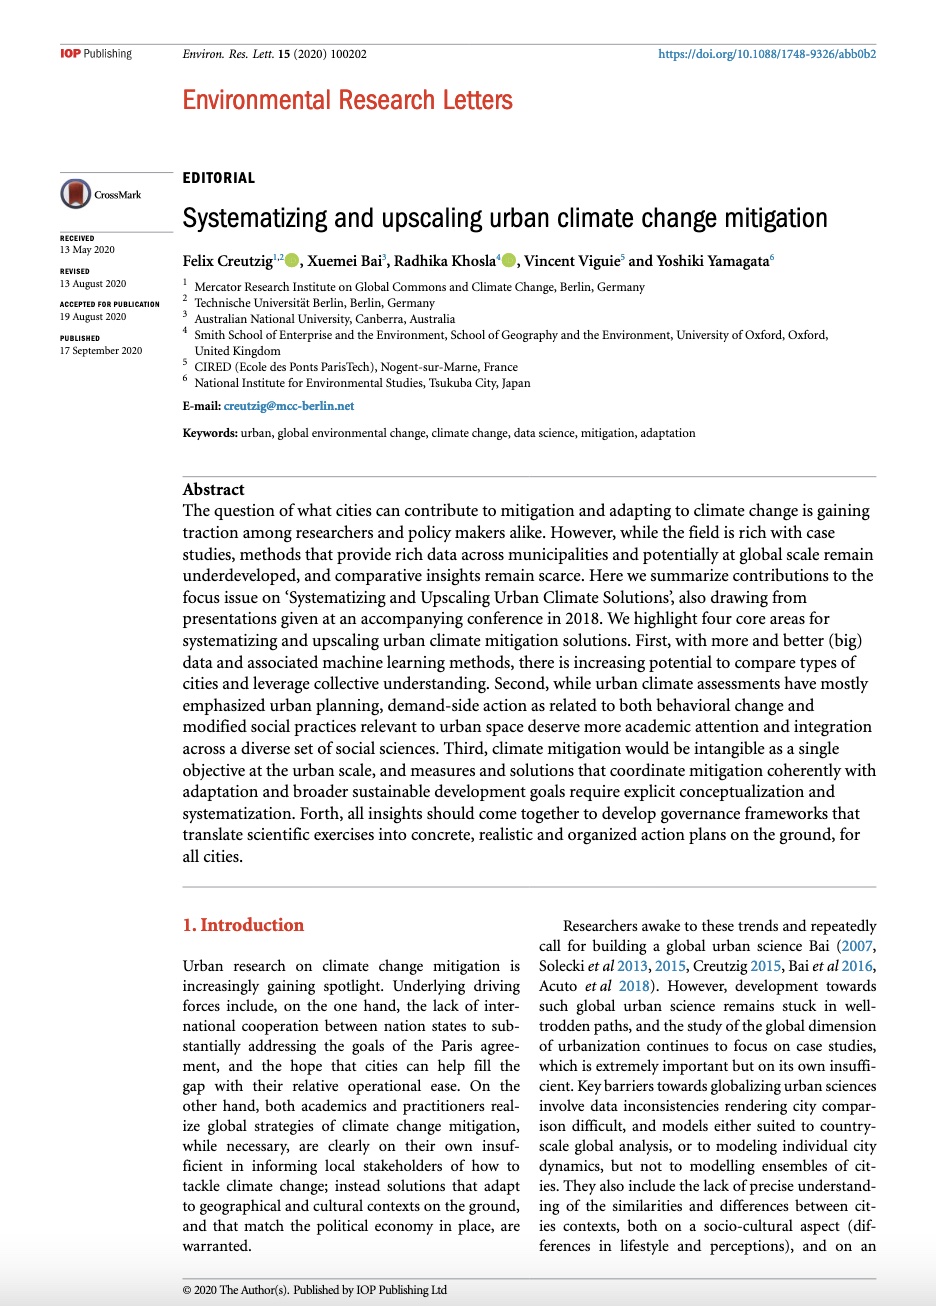 IOP Publishing
Environ. Res. Lett. 15 (2020) 100202
https://doi.org/10.1088/1748-9326/abb0b2
Environmental Research Letters
CrossMark
RECEIVED
13 May 2020
REVISED
13 August 2020
ACCEPTED FOR PUBLICATION
19 August 2020
PUBLISHED
17 September 2020
EDITORIAL
Systematizing and upscaling urban climate change mitigation
Felix Creutzig1,2, Xuemei Bai3, Radhika Khosla4, Vincent Viguie5 and Yoshiki Yamagata6
1 Mercator Research Institute on Global Commons and Climate Change, Berlin, Germany
2 Technische Universität Berlin, Berlin, Germany
3 Australian National University, Canberra, Australia
4 Smith School of Enterprise and the Environment, School of Geography and the Environment, University of Oxford, Oxford,
United Kingdom
5 CIRED (Ecole des Ponts ParisTech), Nogent-sur-Marne, France
6 National Institute for Environmental Studies, Tsukuba City, Japan
E-mail: creutzig@mcc-berlin.net
Keywords: urban, global environmental change, climate change, data science, mitigation, adaptation
Abstract
The question of what cities can contribute to mitigation and adapting to climate change is gaining
traction among researchers and policy makers alike. However, while the field is rich with case
studies, methods that provide rich data across municipalities and potentially at global scale remain
underdeveloped, and comparative insights remain scarce. Here we summarize contributions to the
focus issue on ‘Systematizing and Upscaling Urban Climate Solutions’, also drawing from
presentations given at an accompanying conference in 2018. We highlight four core areas for
systematizing and upscaling urban climate mitigation solutions. First, with more and better (big)
data and associated machine learning methods, there is increasing potential to compare types of
cities and leverage collective understanding. Second, while urban climate assessments have mostly
emphasized urban planning, demand-side action as related to both behavioral change and
modified social practices relevant to urban space deserve more academic attention and integration
across a diverse set of social sciences. Third, climate mitigation would be intangible as a single
objective at the urban scale, and measures and solutions that coordinate mitigation coherently with
adaptation and broader sustainable development goals require explicit conceptualization and
systematization. Forth, all insights should come together to develop governance frameworks that
translate scientific exercises into concrete, realistic and organized action plans on the ground, for
all cities.
1. Introduction
Urban research on climate change mitigation is
increasingly gaining spotlight. Underlying driving
forces include, on the one hand, the lack of inter-
national cooperation between nation states to sub-
stantially addressing the goals of the Paris agree-
ment, and the hope that cities can help fill the
gap with their relative operational ease. On the
other hand, both academics and practitioners real-
ize global strategies of climate change mitigation,
while necessary, are clearly on their own insuf-
ficient in informing local stakeholders of how to
tackle climate change; instead solutions that adapt
to geographical and cultural contexts on the ground,
and that match the political economy in place, are
warranted.
Researchers awake to these trends and repeatedly
call for building a global urban science Bai (2007,
Solecki et al 2013, 2015, Creutzig 2015, Bai et al 2016,
Acuto et al 2018). However, development towards
such global urban science remains stuck in well-
trodden paths, and the study of the global dimension
of urbanization continues to focus on case studies,
which is extremely important but on its own insuffi-
cient. Key barriers towards globalizing urban sciences
involve data inconsistencies rendering city compar-
ison difficult, and models either suited to country-
scale global analysis, or to modeling individual city
dynamics, but not to modelling ensembles of cit-
ies. They also include the lack of precise understand-
ing of the similarities and differences between cit-
ies contexts, both on a socio-cultural aspect (dif-
ferences in lifestyle and perceptions), and on an
© 2020 The Author(s). Published by IOP Publishing Ltd